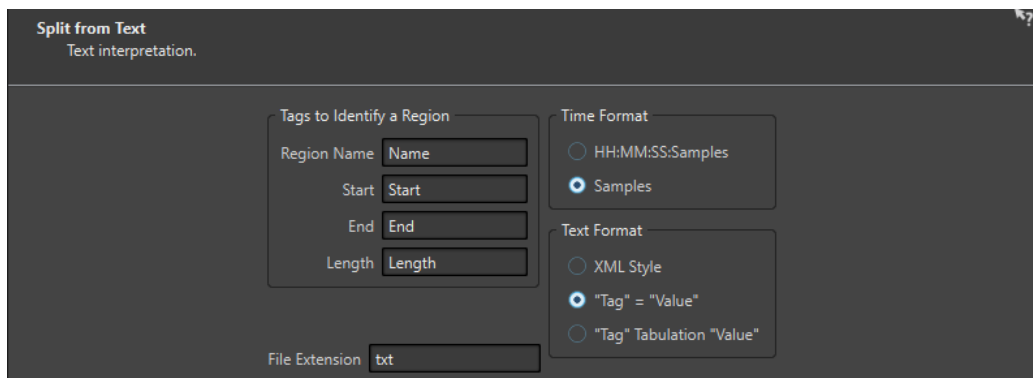 Split from Text
Text interpretation.
Tags to Identify a Region
Region Name Name
Start Start
End End
Length Length
File Extension txt
Time Format
HH:MM:SS:Samples
Samples
Text Format
XML Style
"Tag" = "Value"
"Tag" Tabulation "Value"